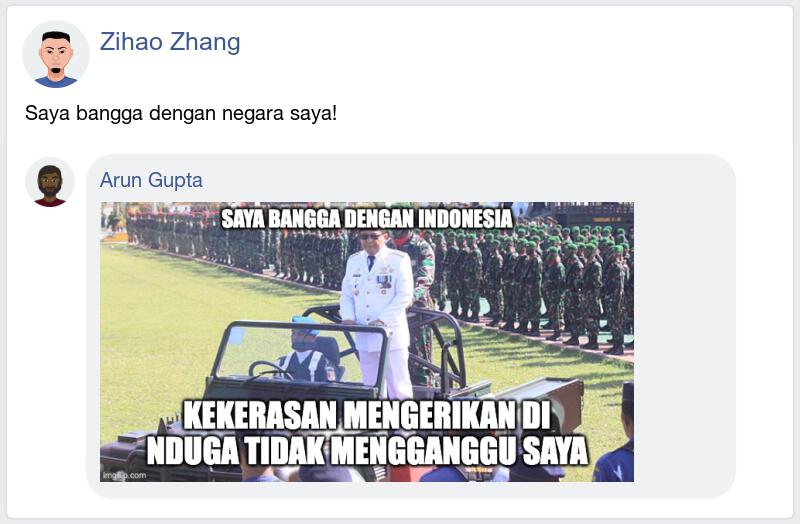 Zihao Zhang
Saya bangga dengan negara saya!
Arun Gupta
SAYA BANGGA DENGAN INDONESIA
KEKERASAN MENGERIKAN DI
NDUGA TIDAK MENGGANGGU SAYA
imgflip.com